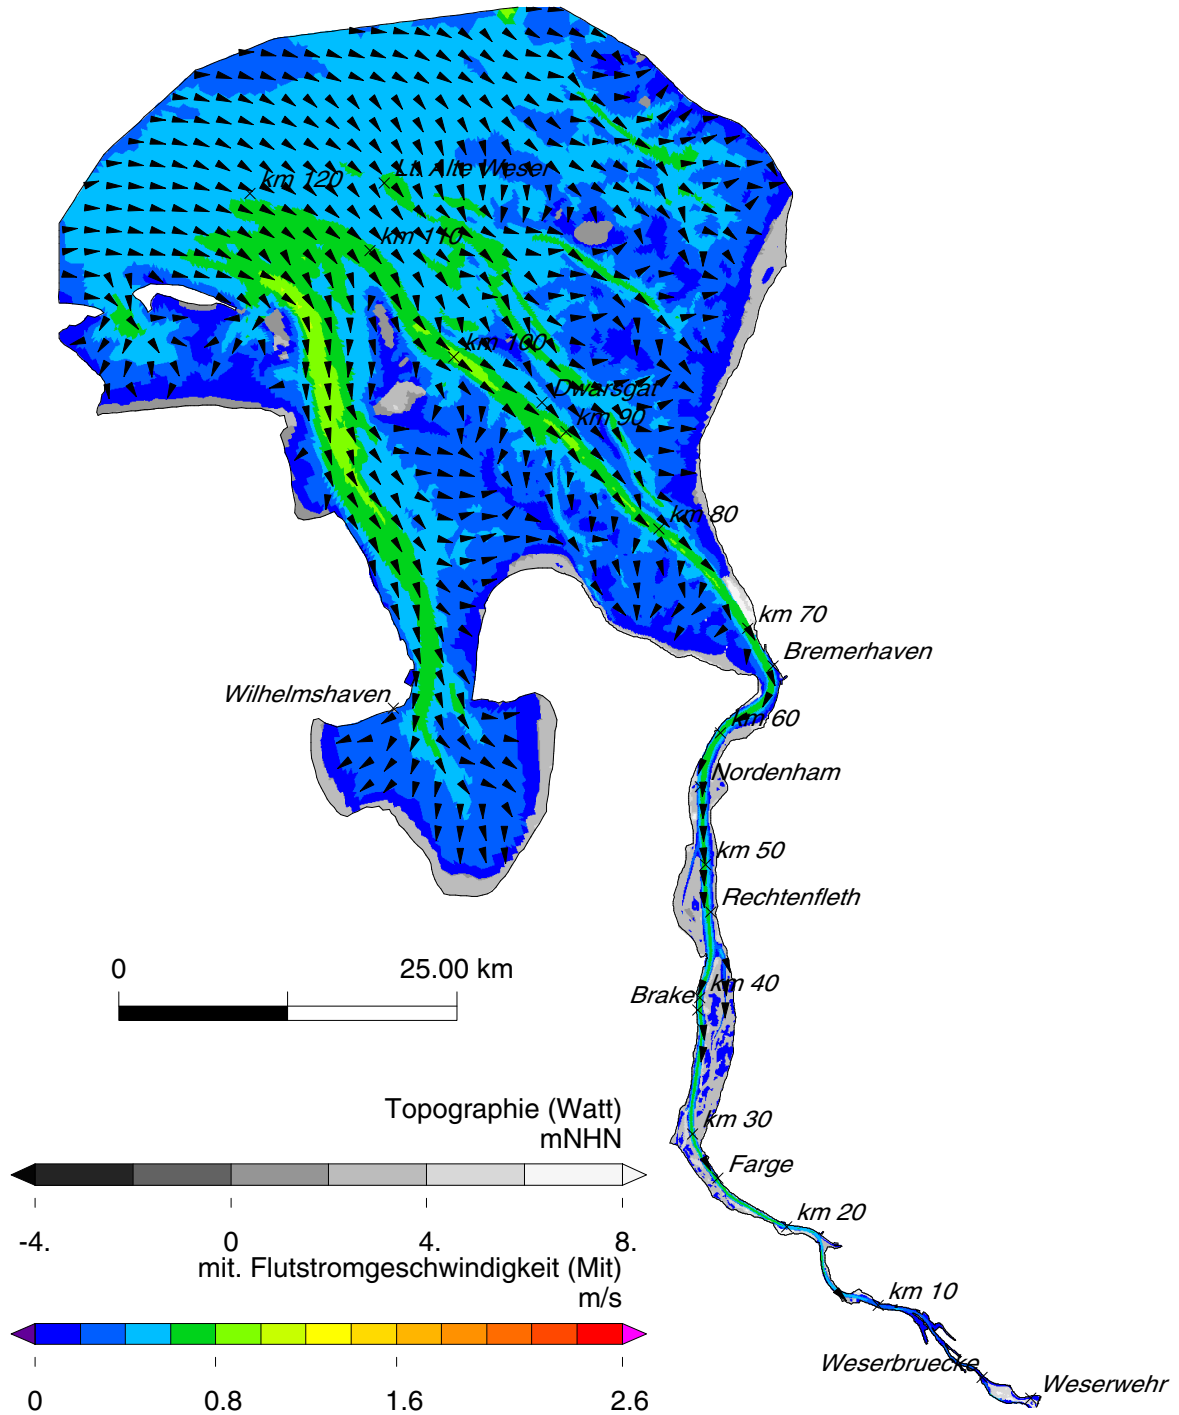 km 120
Lt. Alte Weser
km 110
km 100
Dwarsgat
km 90
km 80
km 70
Bremerhaven
Wilhelmshaven
km 60
Nordenham
km 50
Rechtenfleth
0 25.00 km
km 40
Brake
Topographie (Watt)
mNHN
km 30
Farge
-4. 0 4. 8.
km 20
mit. Flutstromgeschwindigkeit (Mit)
m/s
km 10
Weserbruecke
Weserwehr
0 0.8 1.6 2.6